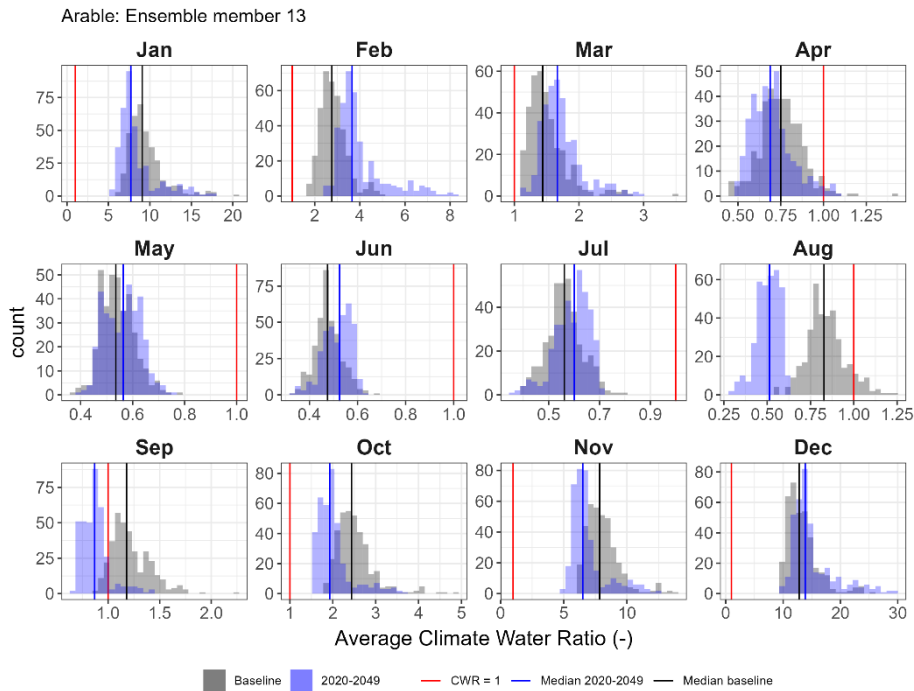 Arable: Ensemble member 13
Jan Feb Mar Apr
75
50
25
0
0 5 10 15 20
60
40
20
0
2 4 6 8
60
40
20
0
1 2 3
50
40
30
20
10
0
0.50 0.75 1.00 1.25
May Jun Jul Aug
50
40
30
20
10
0
0.4 0.6 0.8 1.0
75
50
25
0
0.4 0.6 0.8 1.0
40
20
0
0.5 0.7 0.9
60
40
20
0
0.25 0.50 0.75 1.00 1.25
count
Sep Oct Nov Dec
75
50
25
0
1.0 1.5 2.0
80
60
40
20
0
1 2 3 4 5
80
60
40
20
0
0 5 10
80
60
40
20
0
0 10 20 30
Average Climate Water Ratio (-)
Baseline 2020-2049 CWR = 1 Median 2020-2049 Median baseline